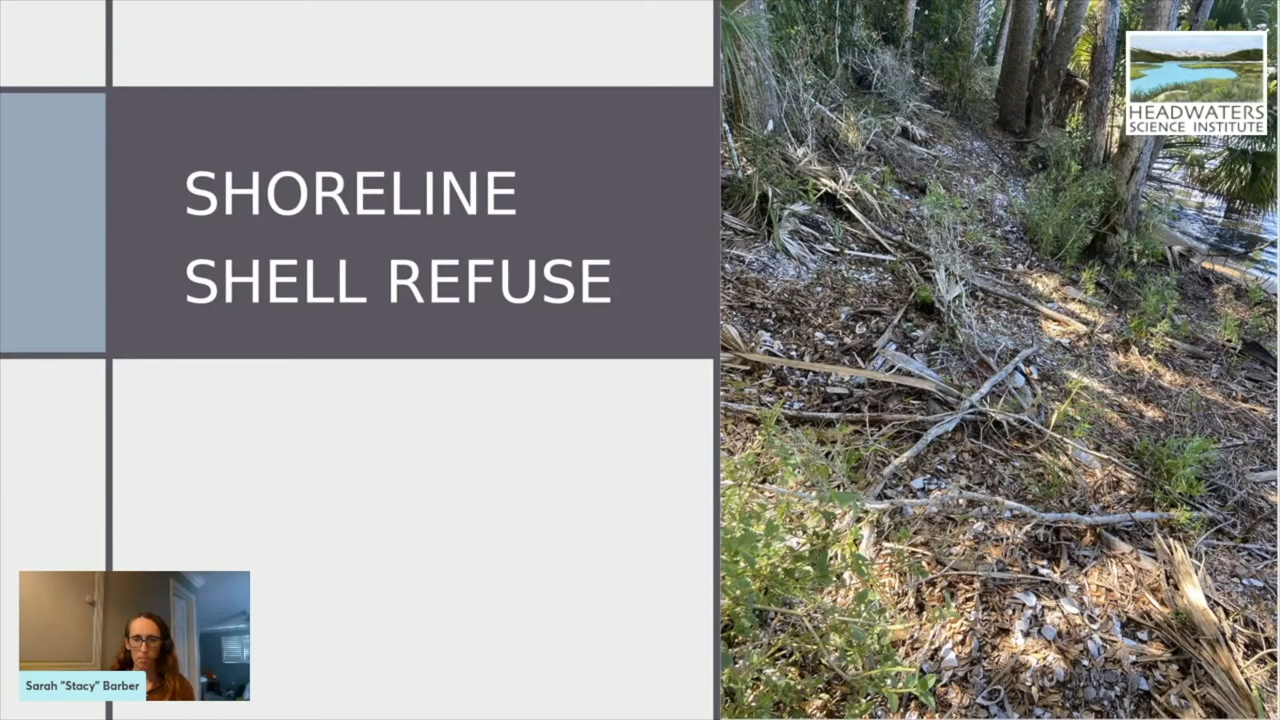 SHORELINE
SHELL REFUSE
HEADWATERS
SCIENCE INSTITUTE
Sarah "Stacy" Barber